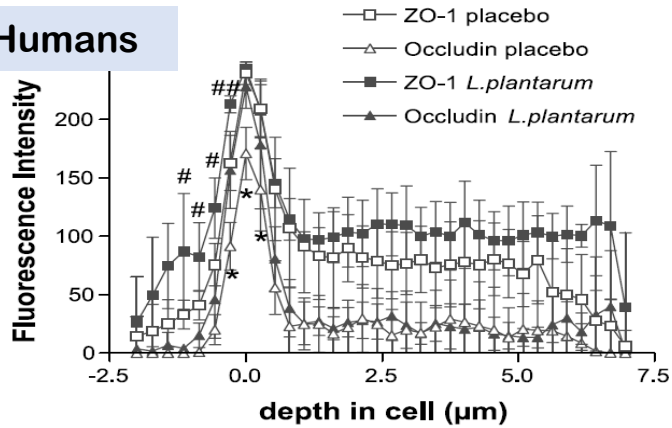 Humans
ZO-1 placebo
Occludin placebo
ZO-1 L.plantarum
Occludin L.plantarum
Fluorescence Intensity
200
150
100
50
0
##
#
#
#
*
*
*
-2.5
0.0
2.5
5.0
7.5
depth in cell (µm)